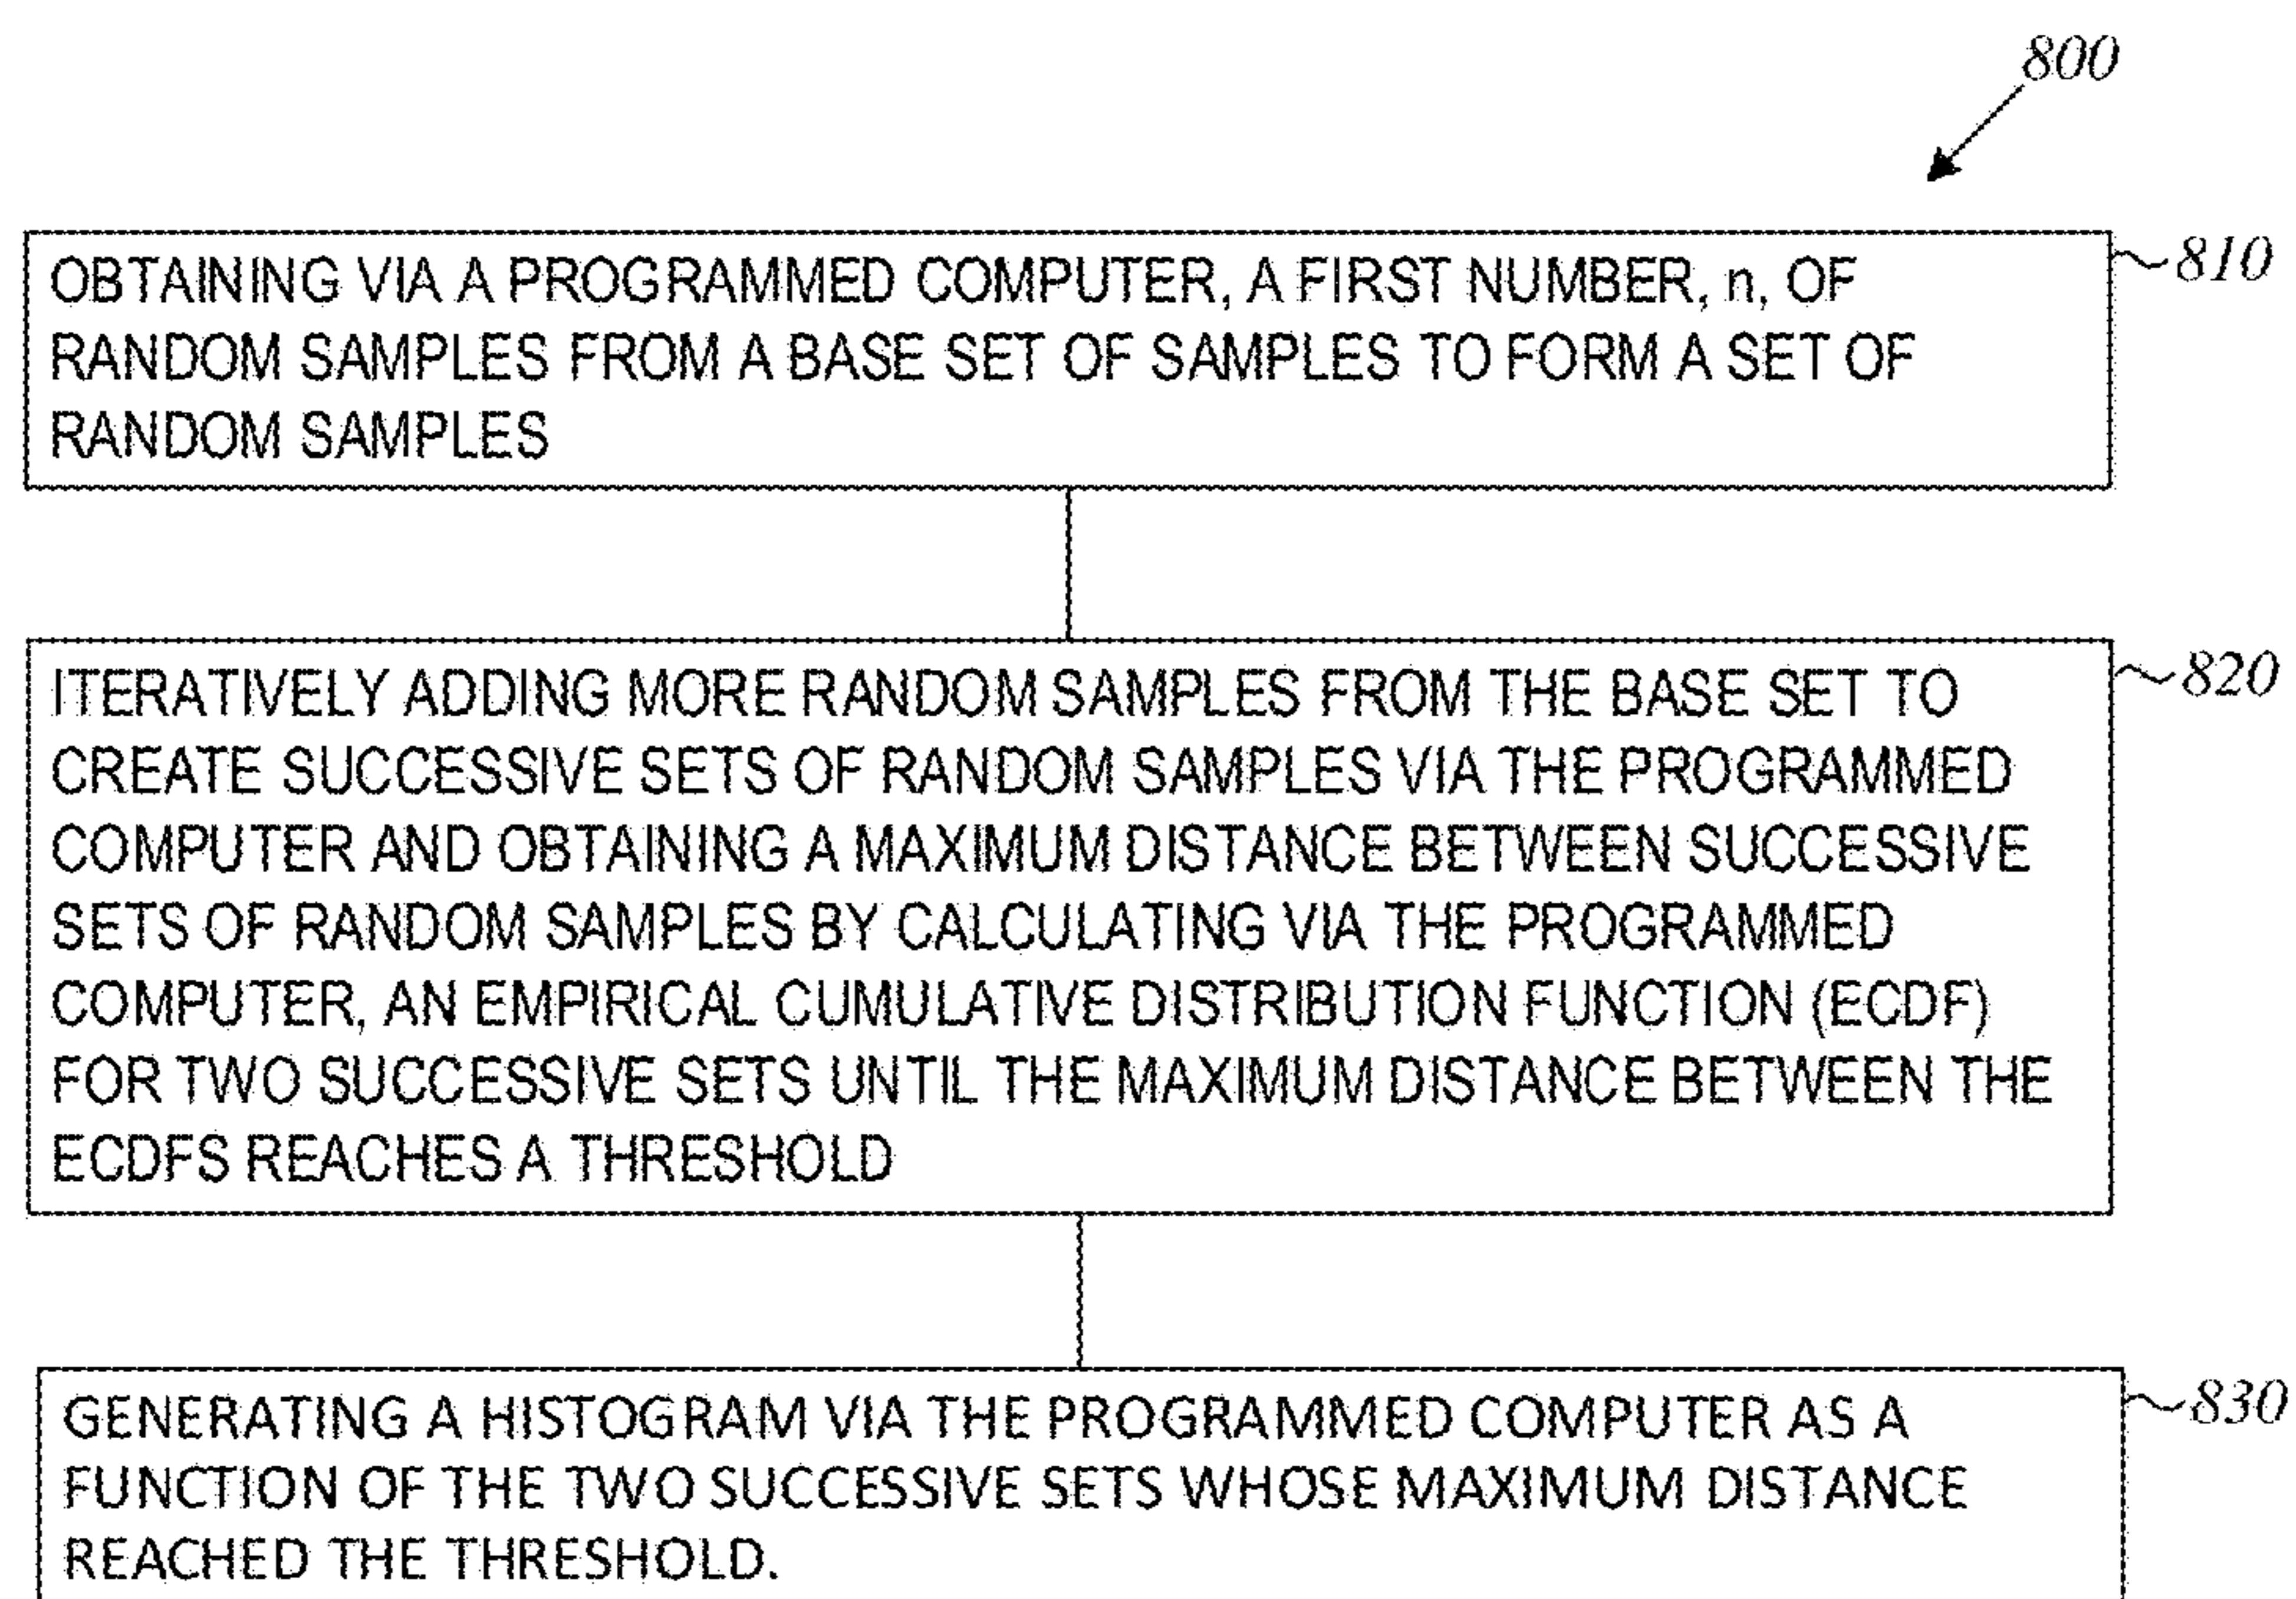 800
OBTAINING VIA A PROGRAMMED COMPUTER, A FIRST NUMBER, n, OF
RANDOM SAMPLES FROM A BASE SET OF SAMPLES TO FORM A SET OF
RANDOM SAMPLES
810
ITERATIVELY ADDING MORE RANDOM SAMPLES FROM THE BASE SET TO
CREATE SUCCESSIVE SETS OF RANDOM SAMPLES VIA THE PROGRAMMED
COMPUTER AND OBTAINING A MAXIMUM DISTANCE BETWEEN SUCCESSIVE
SETS OF RANDOM SAMPLES BY CALCULATING VIA THE PROGRAMMED
COMPUTER, AN EMPIRICAL CUMULATIVE DISTRIBUTION FUNCTION (ECDF)
FOR TWO SUCCESSIVE SETS UNTIL THE MAXIMUM DISTANCE BETWEEN THE
ECDFS REACHES A THRESHOLD
820
GENERATING A HISTOGRAM VIA THE PROGRAMMED COMPUTER AS A
FUNCTION OF THE TWO SUCCESSIVE SETS WHOSE MAXIMUM DISTANCE
REACHED THE THRESHOLD.
830